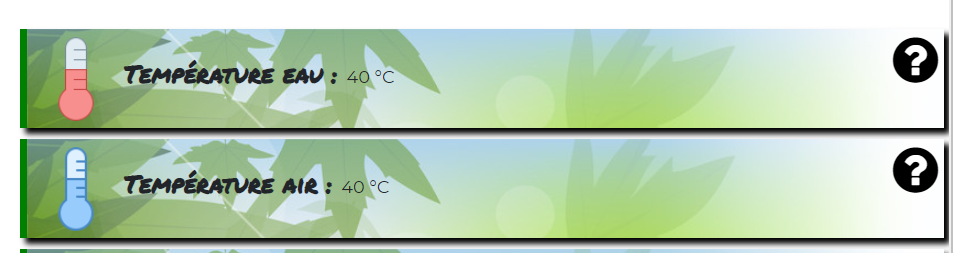 Température eau : 40 °C
?
Température air : 40 °C
?